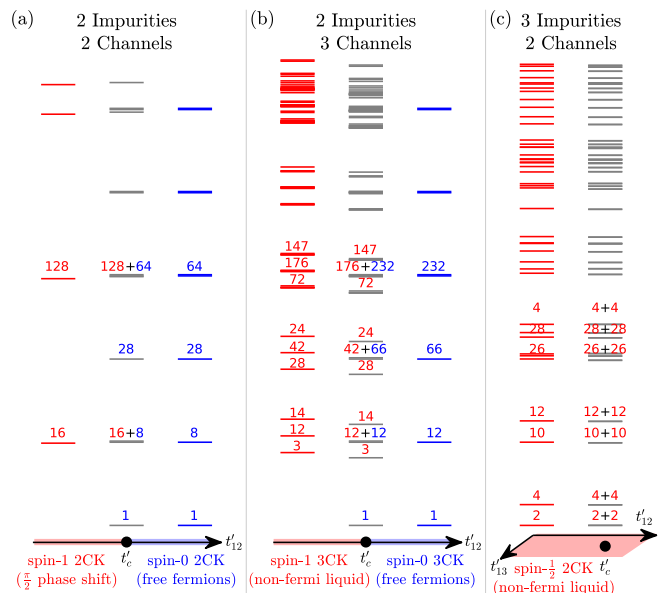 (a) 2 Impurities
2 Channels
128 128+64 64
28 28
16 16+8 8
1 1
t′12
spin-1 2CK t′c spin-0 2CK
(π/2 phase shift) (free fermions)
(b) 2 Impurities
3 Channels
147 147
176 176+232 232
72 72
24 24
42 42+66 66
28 28
14 14
12 12+12 12
3 3
1 1
t′12
spin-1 3CK t′c spin-0 3CK
(non-fermi liquid) (free fermions)
(c) 3 Impurities
2 Channels
4 4+4
28 28+28
26 26+26
12 12+12
10 10+10
4 4+4
2 2+2
t′12
t′13 spin-1/2 2CK t′c
(non-fermi liquid)